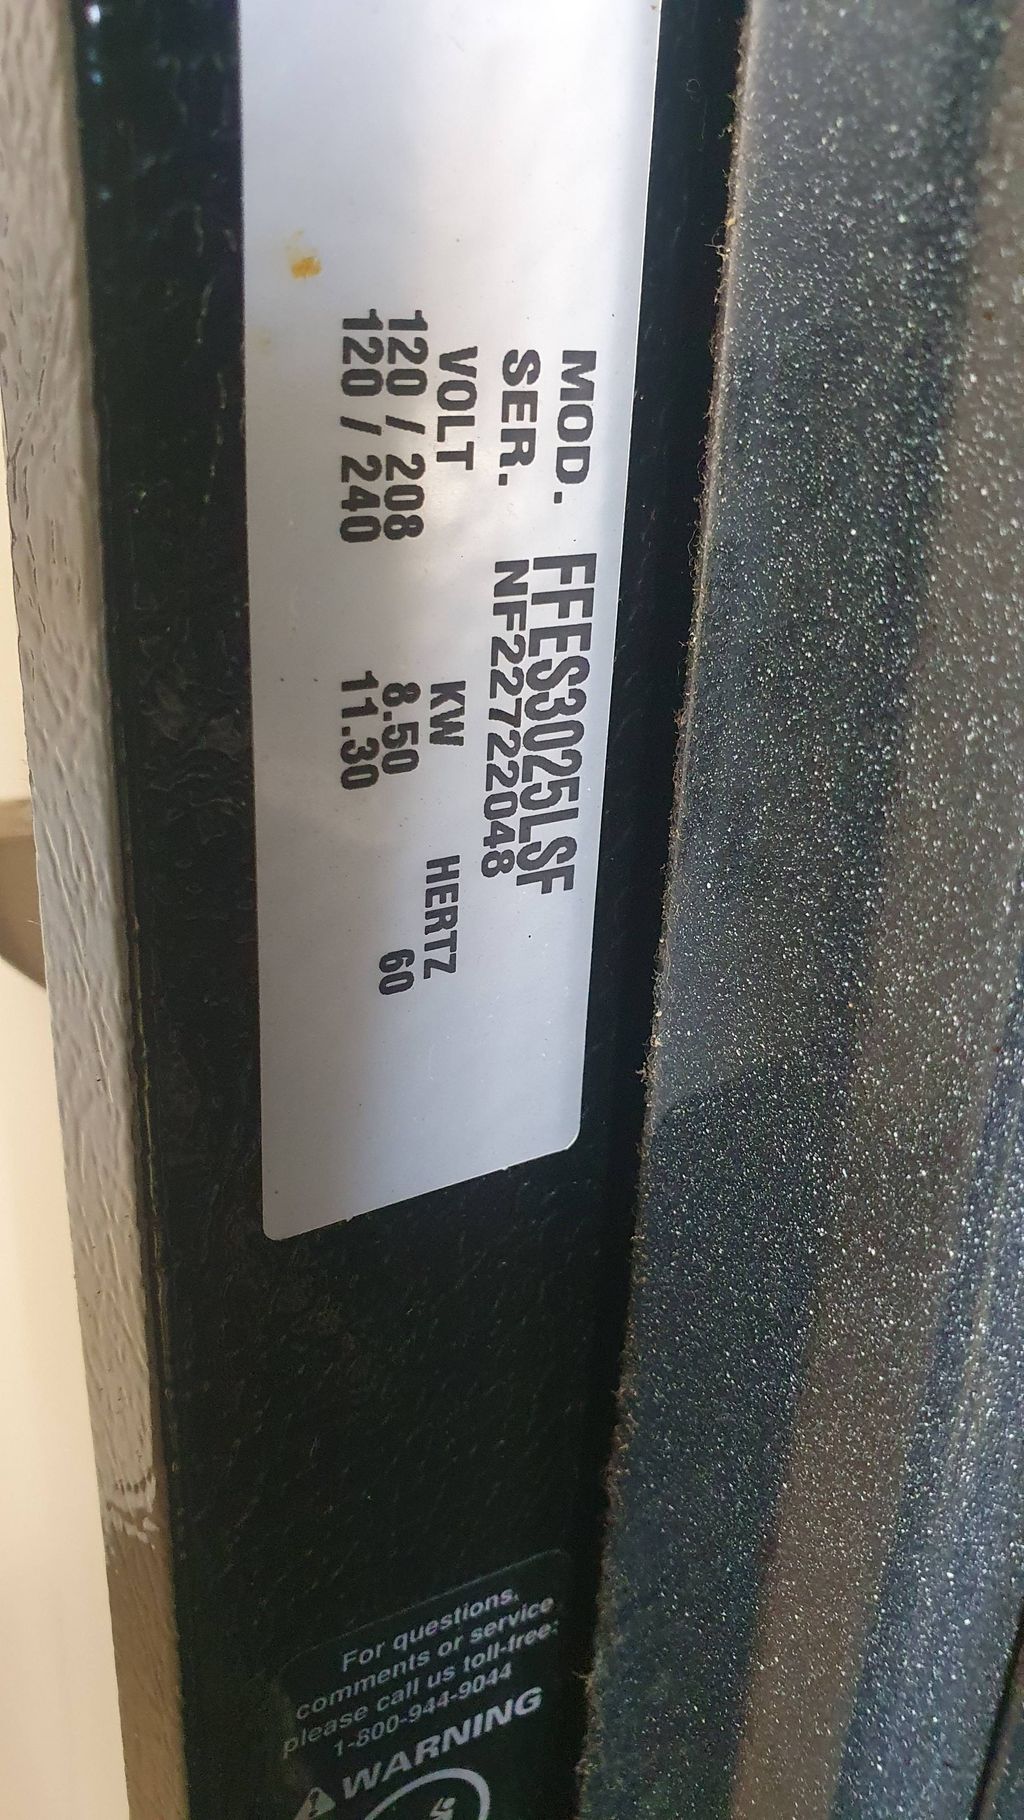 MOD. FFES3025LSF
SER. NF22722048
VOLT KW HERTZ
120 / 208 8.50 60
120 / 240 11.30
For questions,
comments or service
please call us toll-free:
1-800-944-9044
WARNING